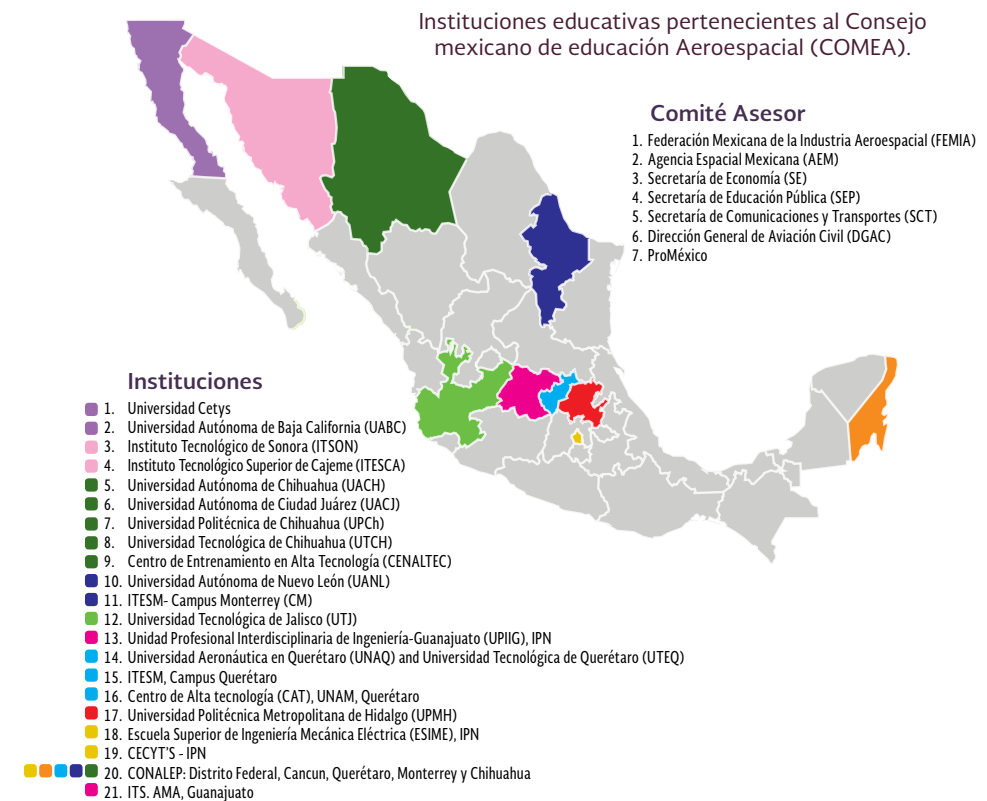 Instituciones educativas pertenecientes al Consejo
mexicano de educación Aeroespacial (COMEA).
Comité Asesor
1. Federación Mexicana de la Industria Aeroespacial (FEMIA)
2. Agencia Espacial Mexicana (AEM)
3. Secretaría de Economía (SE)
4. Secretaría de Educación Pública (SEP)
5. Secretaría de Comunicaciones y Transportes (SCT)
6. Dirección General de Aviación Civil (DGAC)
7. ProMéxico
Instituciones
1. Universidad Cetys
2. Universidad Autónoma de Baja California (UABC)
3. Instituto Tecnológico de Sonora (ITSON)
4. Instituto Tecnológico Superior de Cajeme (ITESCA)
5. Universidad Autónoma de Chihuahua (UACH)
6. Universidad Autónoma de Ciudad Juárez (UACJ)
7. Universidad Politécnica de Chihuahua (UPCh)
8. Universidad Tecnológica de Chihuahua (UTCH)
9. Centro de Entrenamiento en Alta Tecnología (CENALTEC)
10. Universidad Autónoma de Nuevo León (UANL)
11. ITESM- Campus Monterrey (CM)
12. Universidad Tecnológica de Jalisco (UTJ)
13. Unidad Profesional Interdisciplinaria de Ingeniería-Guanajuato (UPIIG), IPN
14. Universidad Aeronáutica en Querétaro (UNAQ) and Universidad Tecnológica de Querétaro (UTEQ)
15. ITESM, Campus Querétaro
16. Centro de Alta tecnología (CAT), UNAM, Querétaro
17. Universidad Politécnica Metropolitana de Hidalgo (UPMH)
18. Escuela Superior de Ingeniería Mecánica Eléctrica (ESIME), IPN
19. CECYT'S - IPN
20. CONALEP: Distrito Federal, Cancun, Querétaro, Monterrey y Chihuahua
21. ITS. AMA, Guanajuato